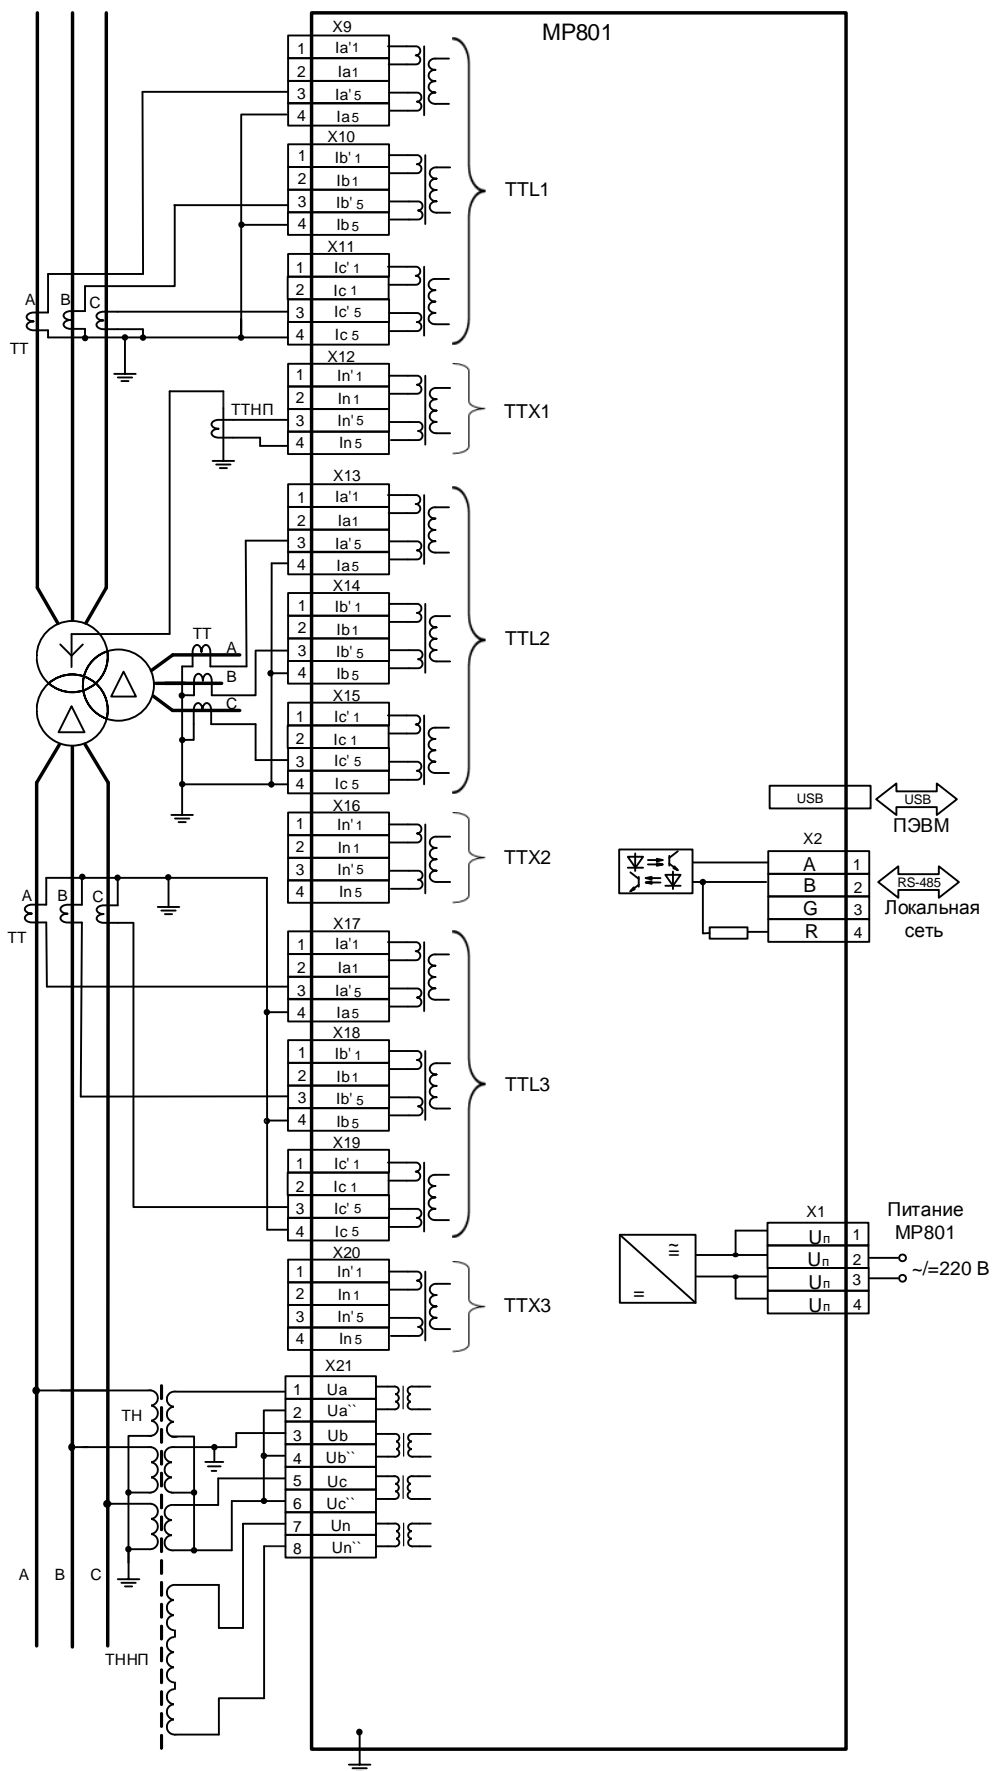 МР801
X9
1 Ia'1
2 Ia1
3 Ia'5
4 Ia5
X10
1 Ib'1
2 Ib1
3 Ib'5
4 Ib5
TTL1
X11
1 Ic'1
2 Ic1
3 Ic'5
4 Ic5
A B C
ТТ
X12
1 In'1
2 In1
3 In'5
4 In5
ТТНП
TTX1
X13
1 Ia'1
2 Ia1
3 Ia'5
4 Ia5
X14
1 Ib'1
2 Ib1
3 Ib'5
4 Ib5
TTL2
ТТ
A
B
C
X15
1 Ic'1
2 Ic1
3 Ic'5
4 Ic5
X16
1 In'1
2 In1
3 In'5
4 In5
TTX2
USB
USB
ПЭВМ
X2
A 1
B 2
G 3
R 4
RS-485
Локальная
сеть
A B C
ТТ
X17
1 Ia'1
2 Ia1
3 Ia'5
4 Ia5
X18
1 Ib'1
2 Ib1
3 Ib'5
4 Ib5
TTL3
X19
1 Ic'1
2 Ic1
3 Ic'5
4 Ic5
X1
Uп 1
Uп 2
Uп 3
Uп 4
Питание
МР801
~/=220 В
X20
1 In'1
2 In1
3 In'5
4 In5
TTX3
X21
1 Ua
2 Ua``
3 Ub
4 Ub``
5 Uc
6 Uc``
7 Un
8 Un``
ТН
A B C
ТННП